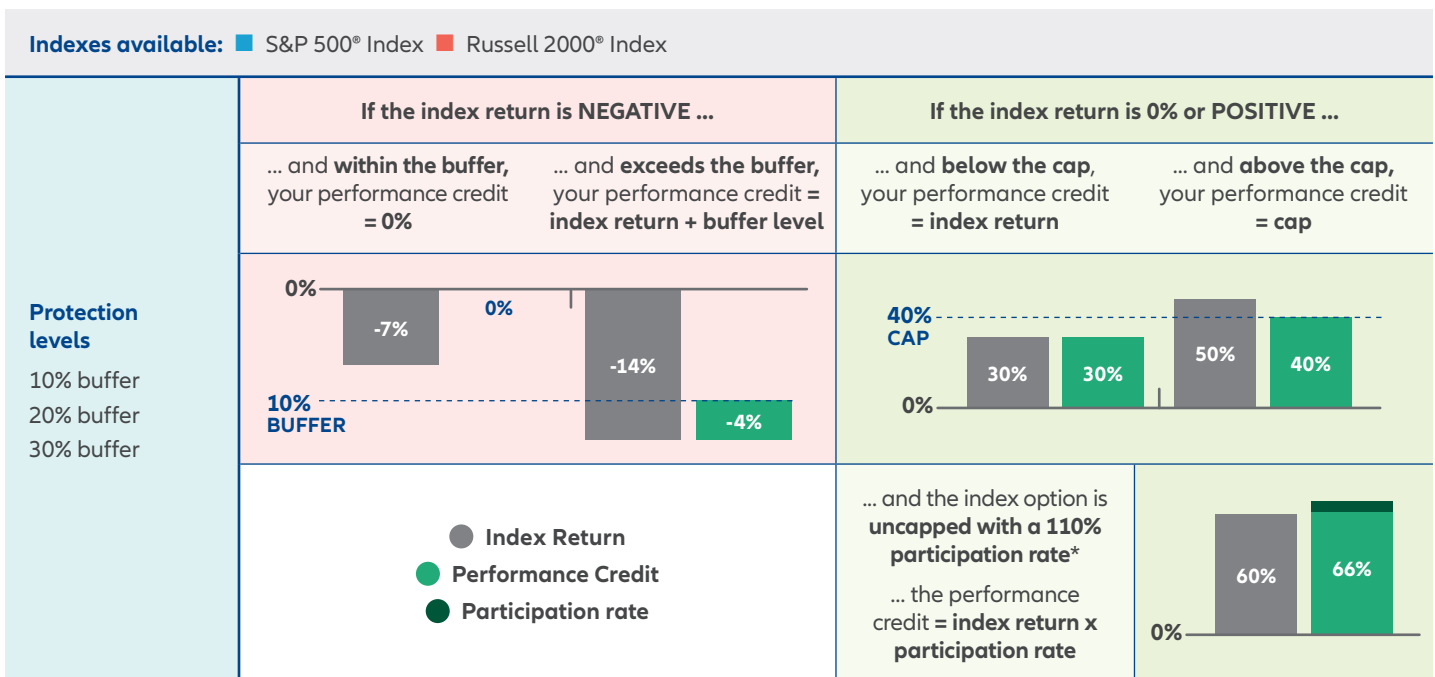 Indexes available: S&P 500® Index Russell 2000® Index
If the index return is NEGATIVE ...
If the index return is 0% or POSITIVE ...
... and within the buffer,
your performance credit
= 0%
... and exceeds the buffer,
your performance credit =
index return + buffer level
... and below the cap,
your performance credit
= index return
... and above the cap,
your performance credit
= cap
Protection
levels
10% buffer
20% buffer
30% buffer
0%
-7%
0%
-14%
10%
BUFFER
-4%
40%
CAP
30%
30%
50%
40%
0%
Index Return
Performance Credit
Participation rate
... and the index option is
uncapped with a 110%
participation rate*
... the performance
credit = index return x
participation rate
60%
66%
0%